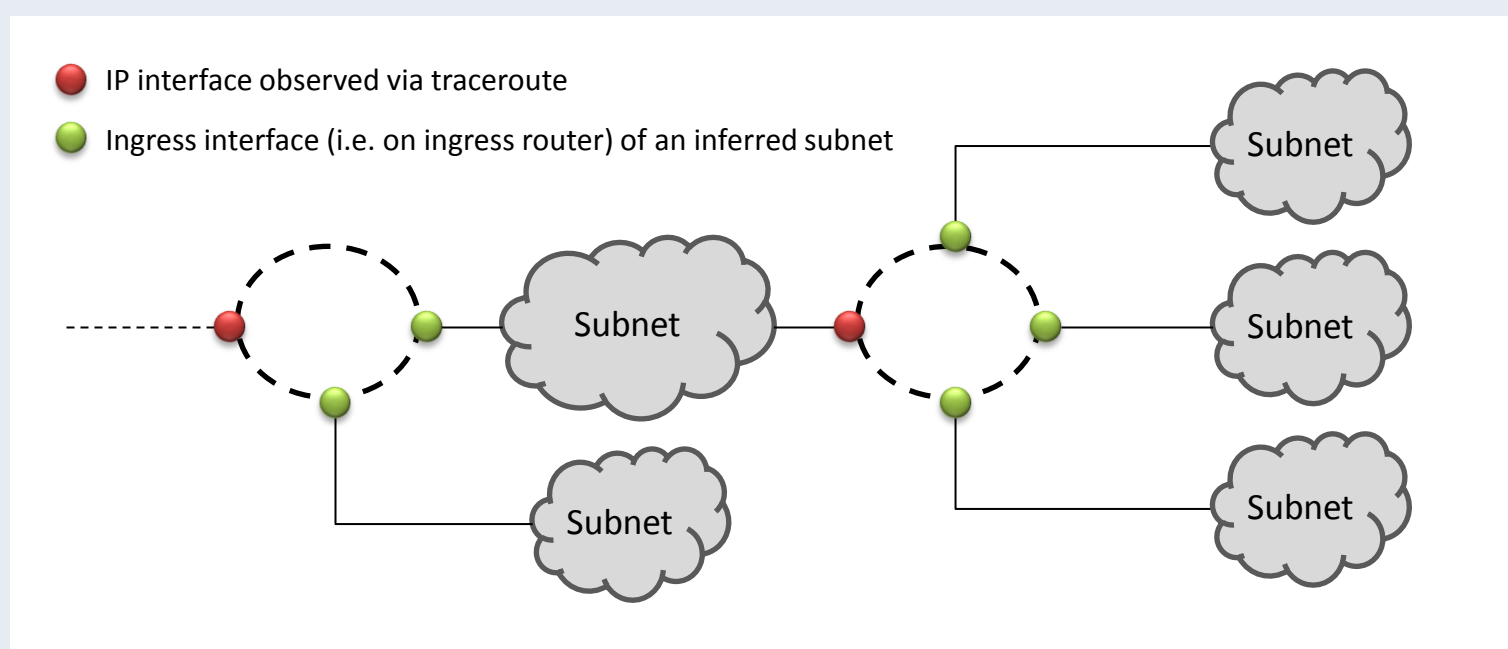 IP interface observed via traceroute
Ingress interface (i.e. on ingress router) of an inferred subnet
Subnet
Subnet
Subnet
Subnet
Subnet